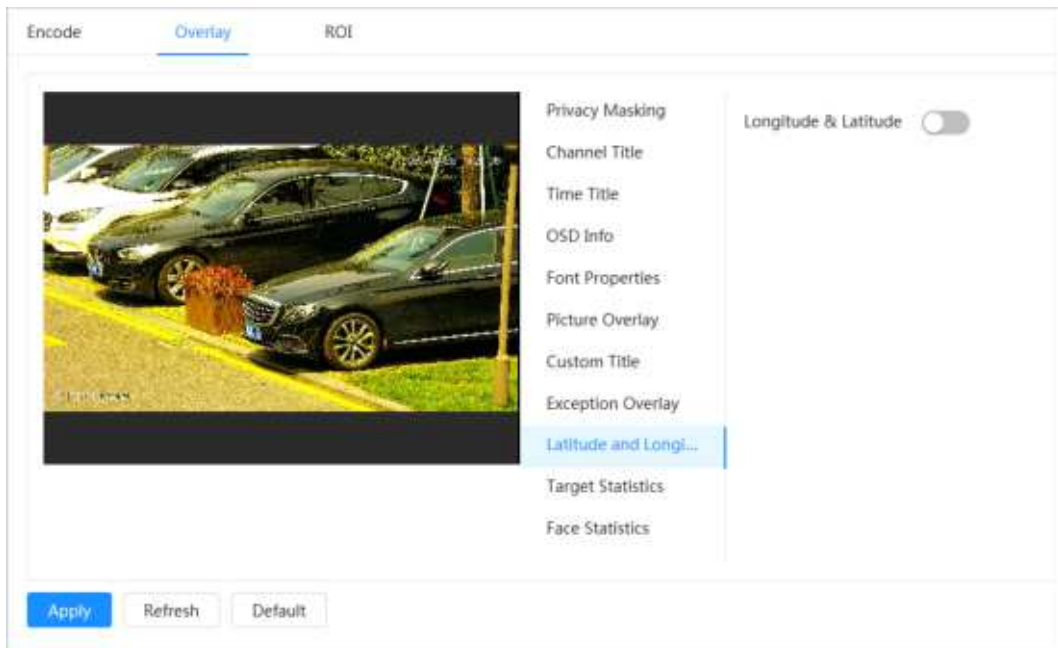 Encode
Overlay
ROI
Privacy Masking
Channel Title
Time Title
OSD Info
Font Properties
Picture Overlay
Custom Title
Exception Overlay
Latitude and Longi...
Target Statistics
Face Statistics
Longitude & Latitude
Apply
Refresh
Default